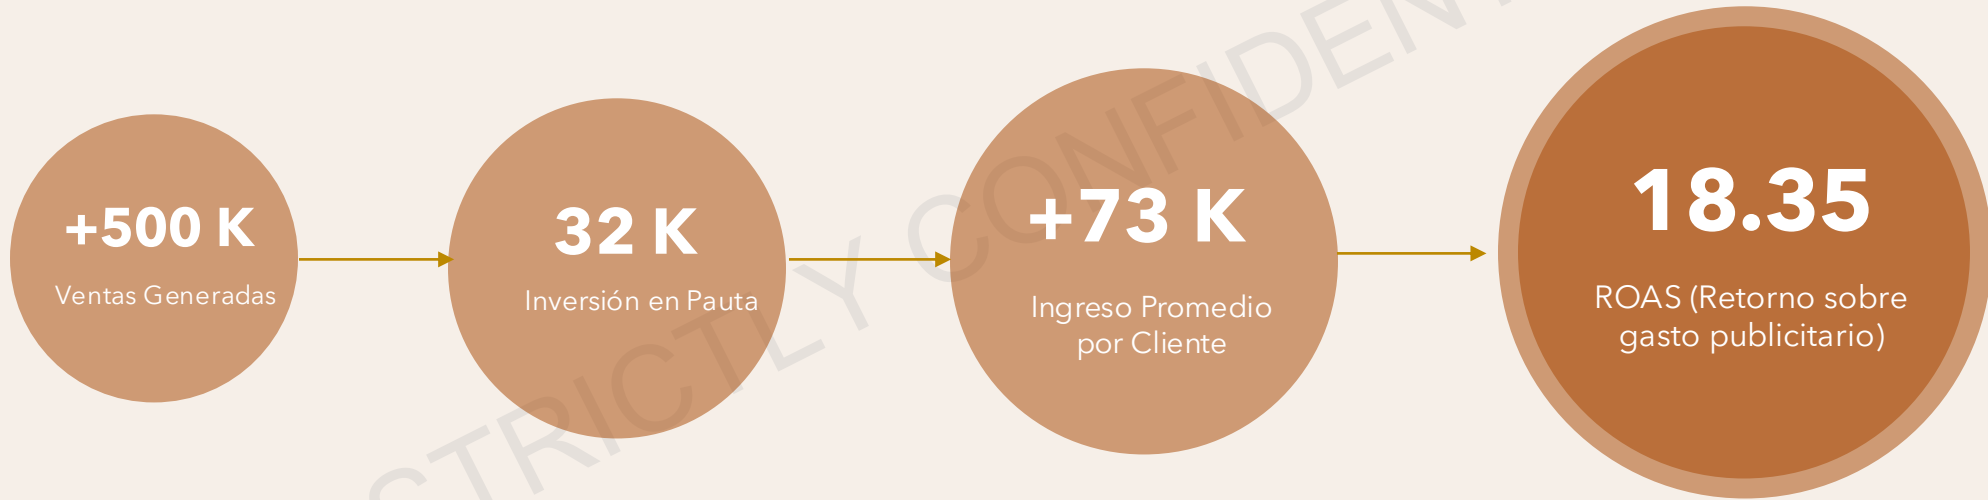 +500 K
Ventas Generadas
32 K
Inversión en Pauta
+73 K
Ingreso Promedio
por Cliente
18.35
ROAS (Retorno sobre
gasto publicitario)
STRICTLY CONFIDENT